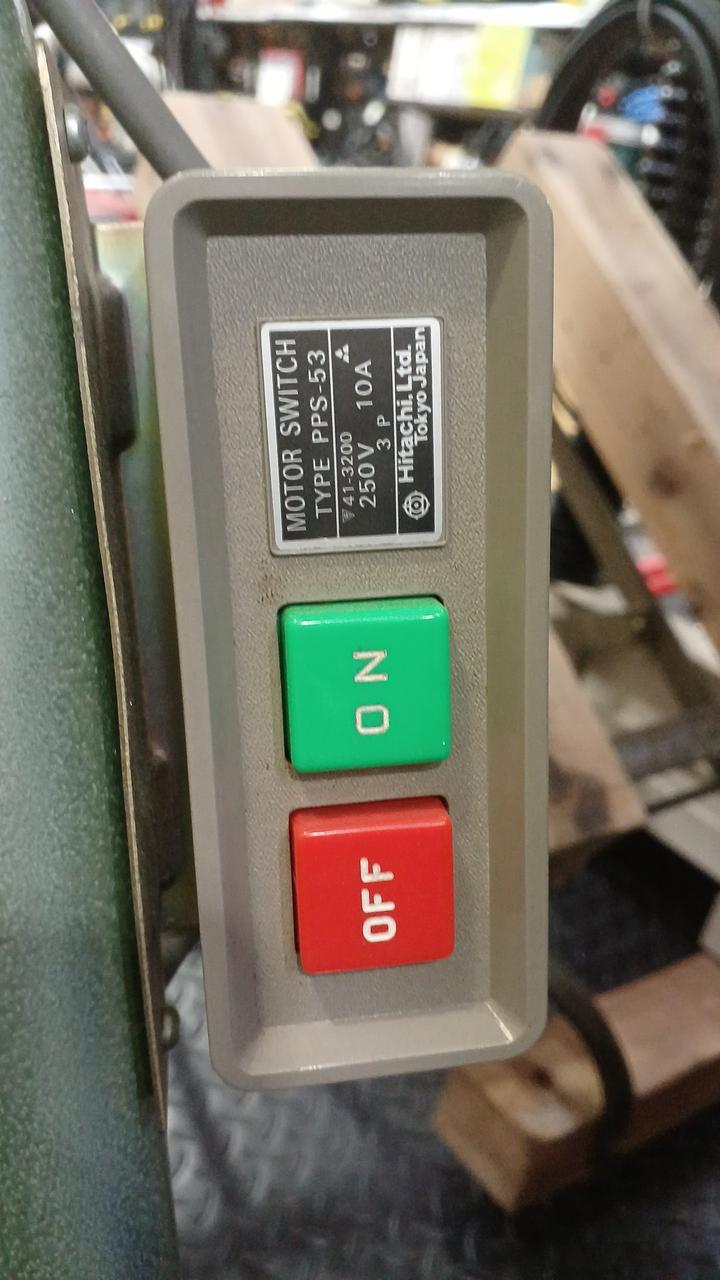 MOTOR SWITCH
TYPE PPS-53
41-3200
250V 10A
3 P
Hitachi, Ltd.
Tokyo Japan
ON
OFF